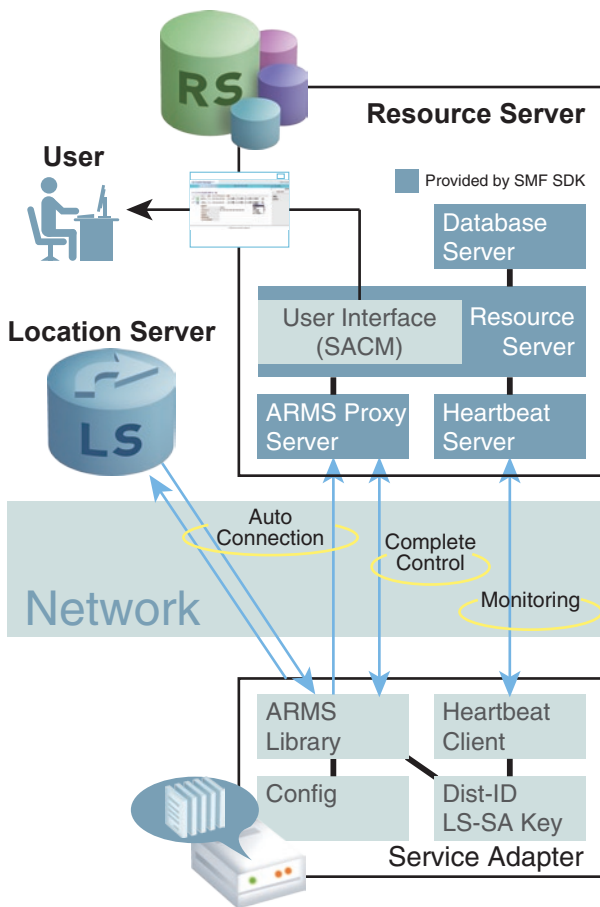 RS
Resource Server
User
Provided by SMF SDK
Database
Server
User Interface
(SACM)
Resource
Server
Location Server
LS
ARMS Proxy
Server
Heartbeat
Server
Auto
Connection
Complete
Control
Monitoring
Network
ARMS
Library
Heartbeat
Client
Config
Dist-ID
LS-SA Key
Service Adapter